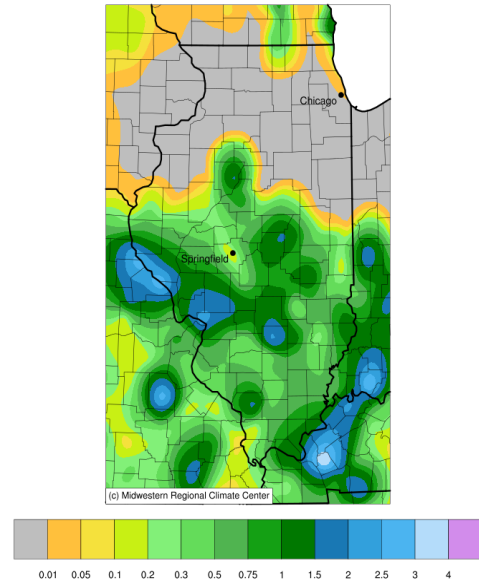 Chicago
Springfield
(c) Midwestern Regional Climate Center
0.01 0.05 0.1 0.2 0.3 0.5 0.75 1 1.5 2 2.5 3 4